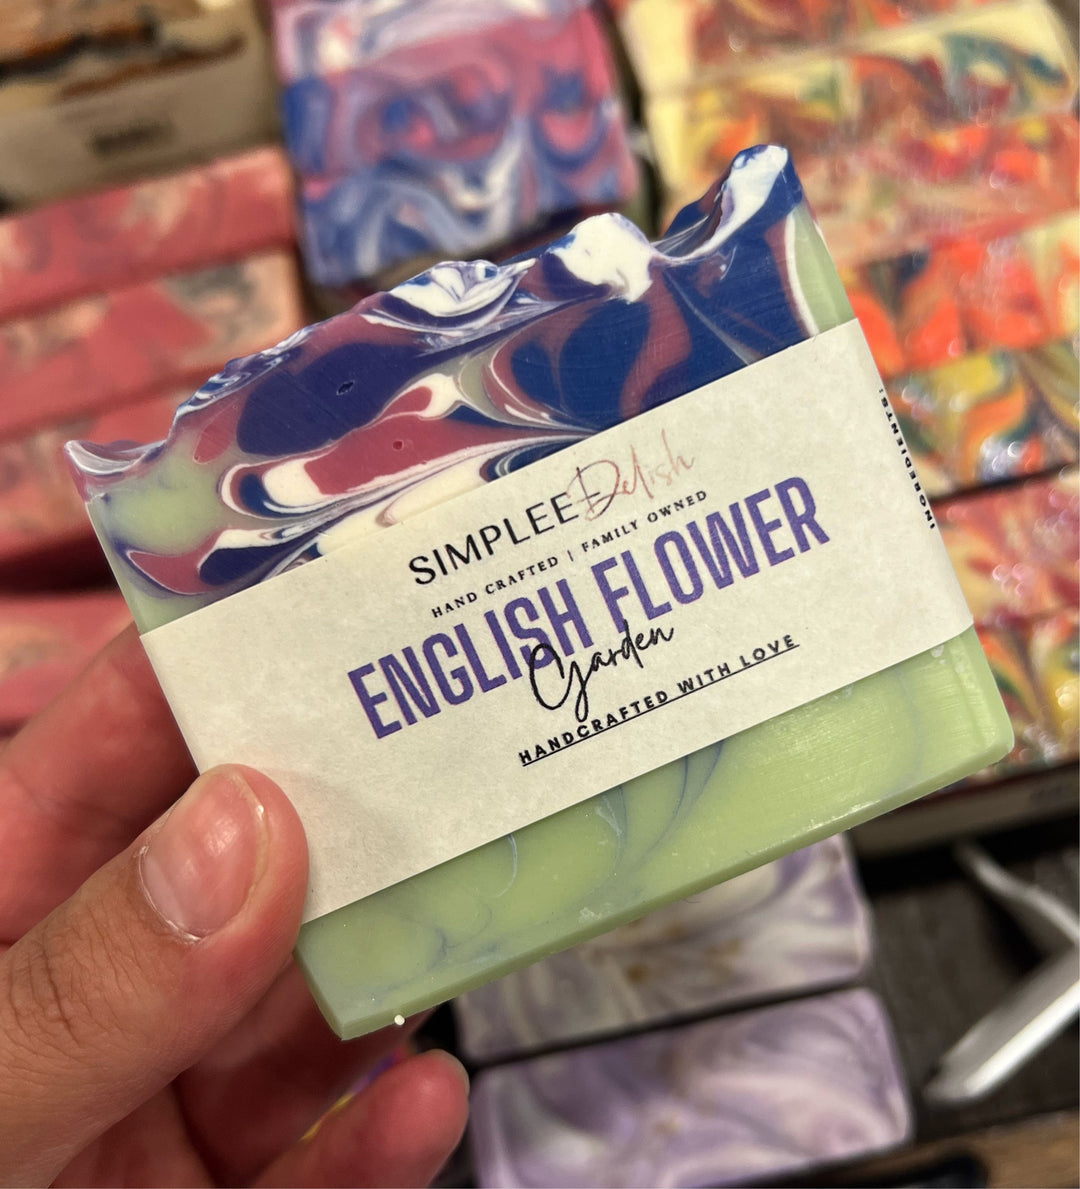 SIMPLEE Delish
HAND CRAFTED | FAMILY OWNED
ENGLISH FLOWER
Garden
HANDCRAFTED WITH LOVE
INGREDIENTS: